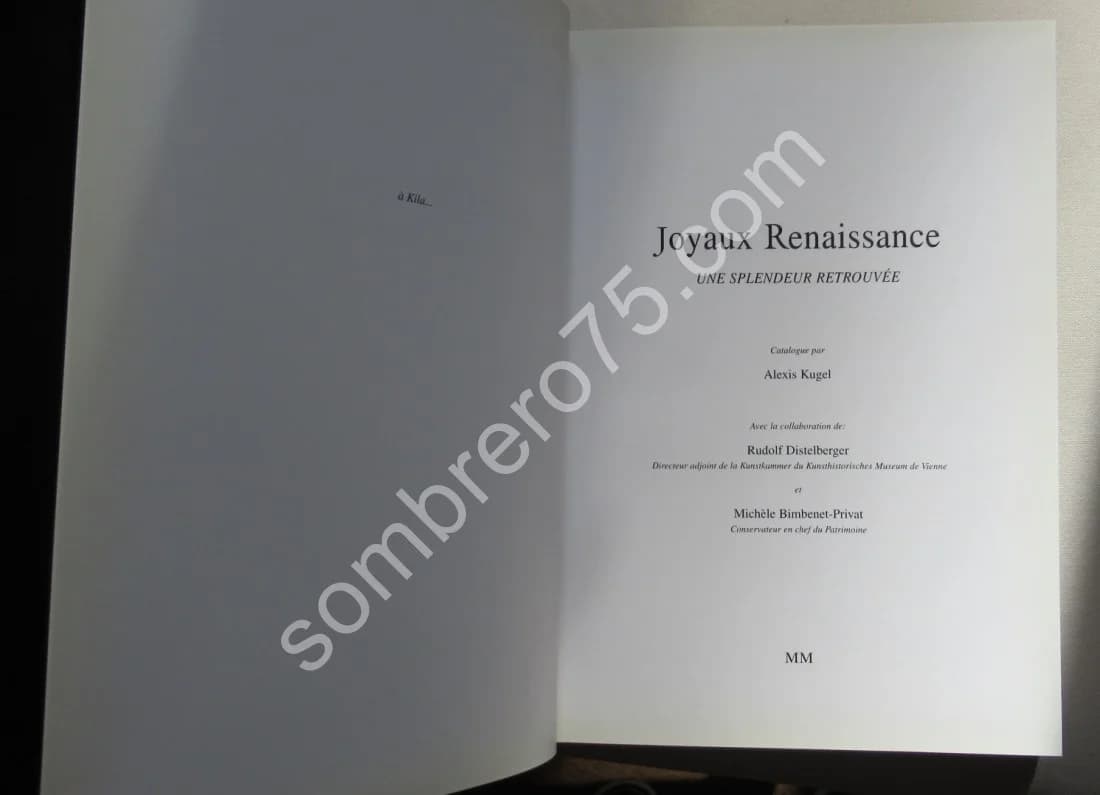 à Kila...
Joyaux Renaissance
UNE SPLENDEUR RETROUVÉE
Catalogue par
Alexis Kugel
Avec la collaboration de:
Rudolf Distelberger
Directeur adjoint de la Kunstkammer du Kunsthistorisches Museum de Vienne
et
Michèle Bimbenet-Privat
Conservateur en chef du Patrimoine
MM
sombrero75.com